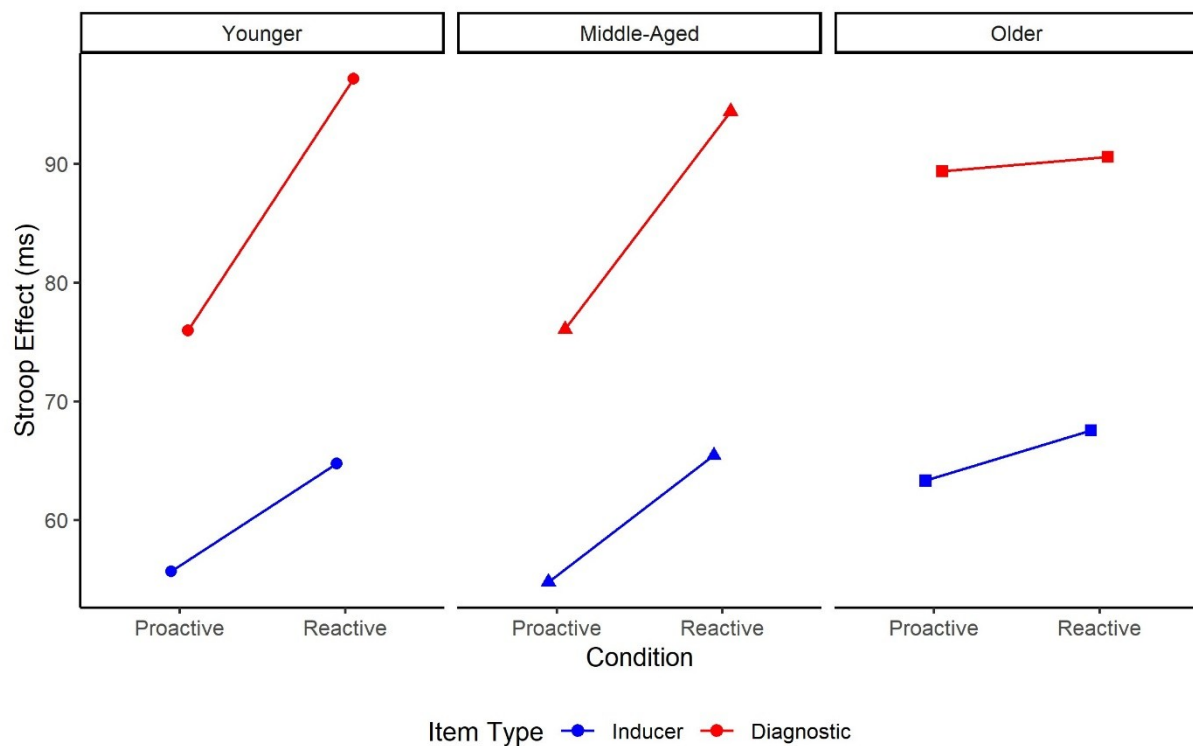 Younger Middle-Aged Older
Stroop Effect (ms)
90
80
70
60
Proactive Reactive Proactive Reactive Proactive Reactive
Condition
Item Type Inducer Diagnostic